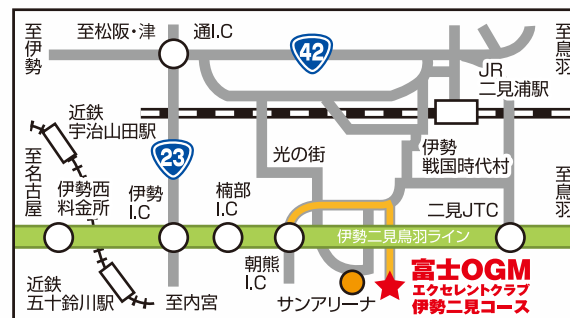 至伊勢
至松阪・津
通I.C
42
至鳥羽
JR
二見浦駅
近鉄
宇治山田駅
23
光の街
伊勢
戦国時代村
至名古屋
伊勢西
料金所
伊勢
I.C
楠部
I.C
二見JTC
至鳥羽
伊勢二見鳥羽ライン
朝熊
I.C
近鉄
五十鈴川駅
至内宮
サンアリーナ
富士OGM
エクセレントクラブ
伊勢二見コース